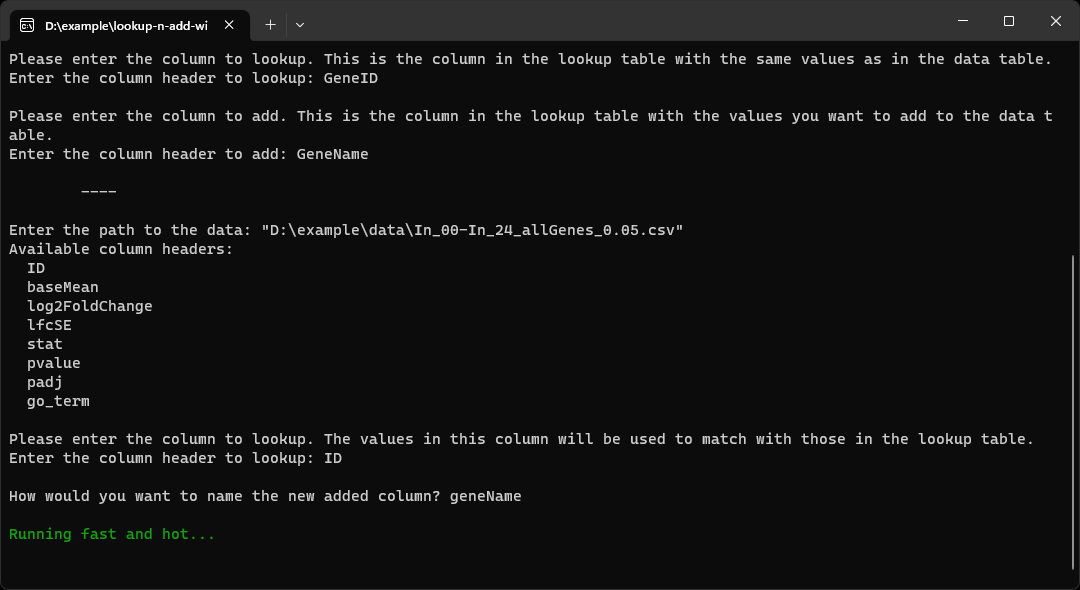 D:\example\lookup-n-add-wi
Please enter the column to lookup. This is the column in the lookup table with the same values as in the data table.
Enter the column header to lookup: GeneID
Please enter the column to add. This is the column in the lookup table with the values you want to add to the data t
able.
Enter the column header to add: GeneName
----
Enter the path to the data: "D:\example\data\In_00-In_24_allGenes_0.05.csv"
Available column headers:
ID
baseMean
log2FoldChange
lfcSE
stat
pvalue
padj
go_term
Please enter the column to lookup. The values in this column will be used to match with those in the lookup table.
Enter the column header to lookup: ID
How would you want to name the new added column? geneName
Running fast and hot...